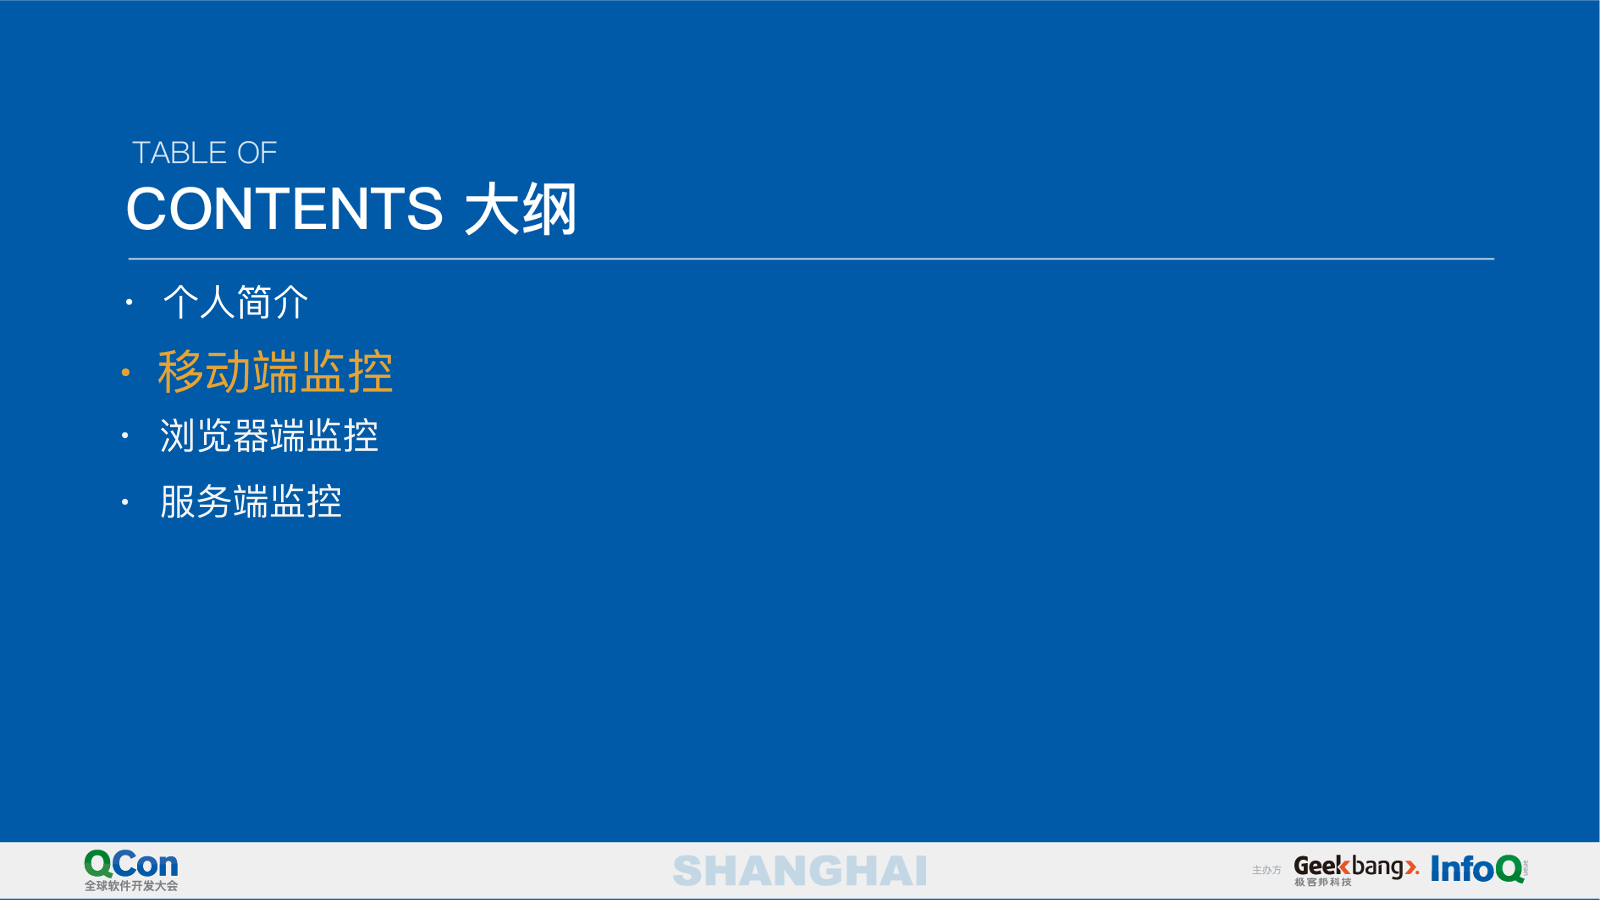 TABLE OF
CONTENTS 大纲
• 个人简介
• 移动端监控
• 浏览器端监控
• 服务端监控
QCon
全球软件开发大会
SHANGHAI
主办方
Geekbang>.
极客邦科技
InfoQ